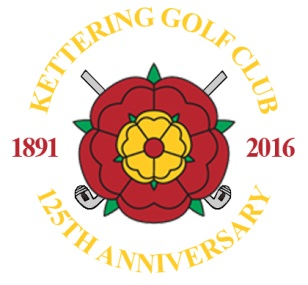 KETTERING GOLF CLUB
1891 2016
125TH ANNIVERSARY